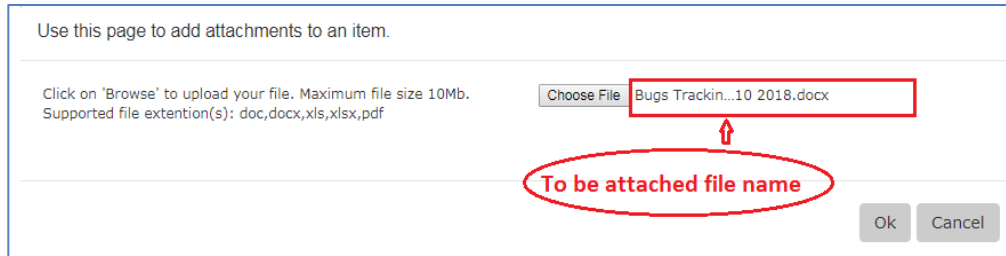 Use this page to add attachments to an item.
Click on 'Browse' to upload your file. Maximum file size 10Mb.
Supported file extention(s): doc,docx,xls,xlsx,pdf
Choose File Bugs Trackin...10 2018.docx
To be attached file name
Ok Cancel